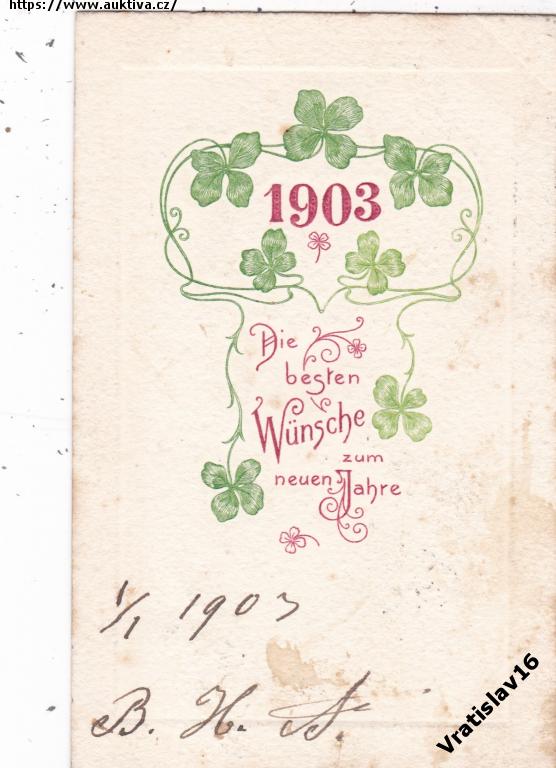 https://www.auktiva.cz/
1903
Die
besten
Wünsche
zum
neuen Jahre
1/1 1903
B. H. A.
Vratislav16